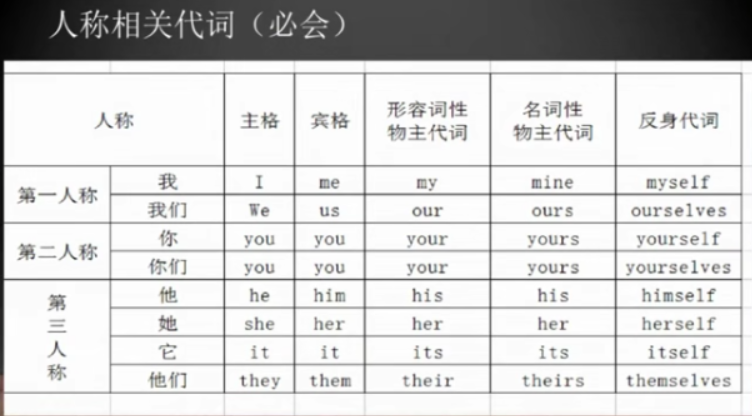 人称相关代词（必会）
人称 主格 宾格 形容词性物主代词 名词性物主代词 反身代词
第一人称 我 I me my mine myself
我们 We us our ours ourselves
第二人称 你 you you your yours yourself
你们 you you your yours yourselves
第三人称 他 he him his his himself
她 she her her her herself
它 it it its its itself
他们 they them their theirs themselves